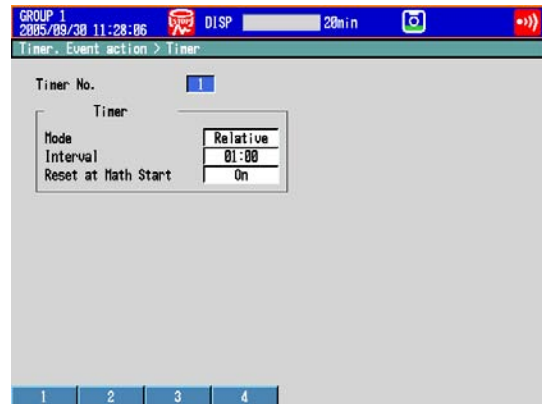 GROUP 1
2005/09/30 11:28:06 DISP 20min
Timer. Event action > Timer
Timer No. 1
Timer
Mode Relative
Interval 01:00
Reset at Math Start On
1 2 3 4